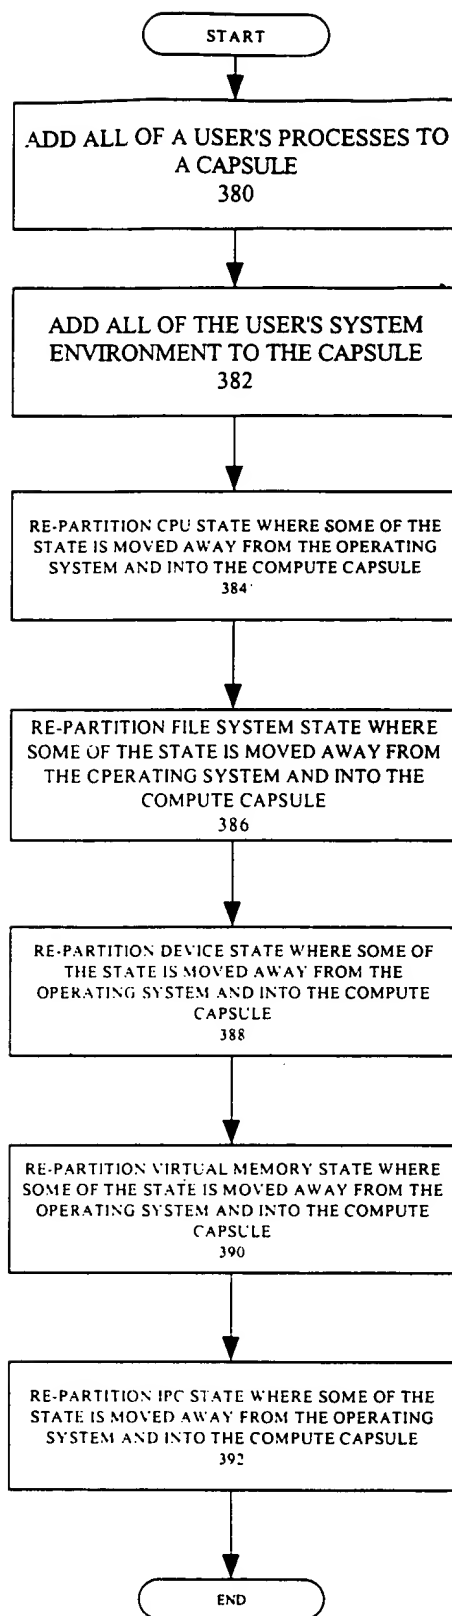 START
ADD ALL OF A USER'S PROCESSES TO
A CAPSULE
380
ADD ALL OF THE USER'S SYSTEM
ENVIRONMENT TO THE CAPSULE
382
RE-PARTITION CPU STATE WHERE SOME OF THE
STATE IS MOVED AWAY FROM THE OPERATING
SYSTEM AND INTO THE COMPUTE CAPSULE
384
RE-PARTITION FILE SYSTEM STATE WHERE
SOME OF THE STATE IS MOVED AWAY FROM
THE OPERATING SYSTEM AND INTO THE
COMPUTE CAPSULE
386
RE-PARTITION DEVICE STATE WHERE SOME OF
THE STATE IS MOVED AWAY FROM THE
OPERATING SYSTEM AND INTO THE COMPUTE
CAPSULE
388
RE-PARTITION VIRTUAL MEMORY STATE WHERE
SOME OF THE STATE IS MOVED AWAY FROM THE
OPERATING SYSTEM AND INTO THE COMPUTE
CAPSULE
390
RE-PARTITION IPC STATE WHERE SOME OF THE
STATE IS MOVED AWAY FROM THE OPERATING
SYSTEM AND INTO THE COMPUTE CAPSULE
392
END